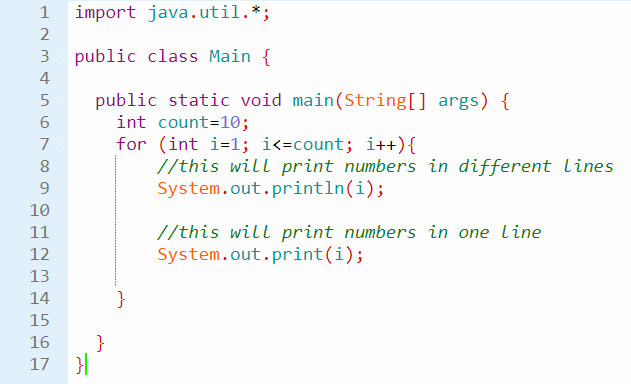 1 import java.util.*;
2
3 public class Main {
4
5 public static void main(String[] args) {
6 int count=10;
7 for (int i=1; i<=count; i++){
8 //this will print numbers in different lines
9 System.out.println(i);
10
11 //this will print numbers in one line
12 System.out.print(i);
13
14 }
15
16 }
17 }